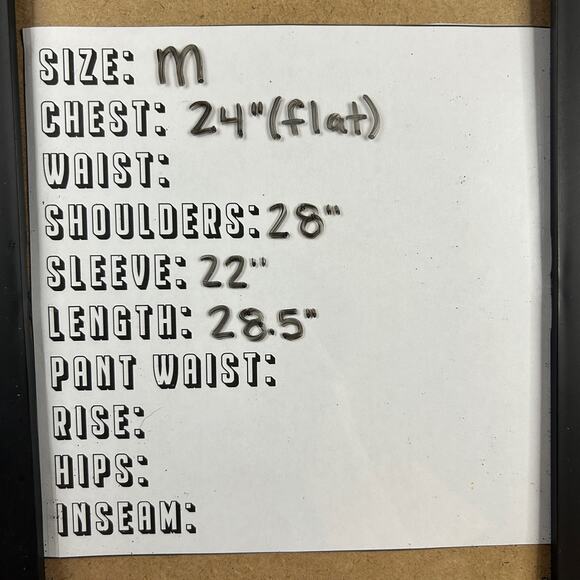 SIZE: M
CHEST: 24" (flat)
WAIST:
SHOULDERS: 28"
SLEEVE: 22"
LENGTH: 28.5"
PANT WAIST:
RISE:
HIPS:
INSEAM: